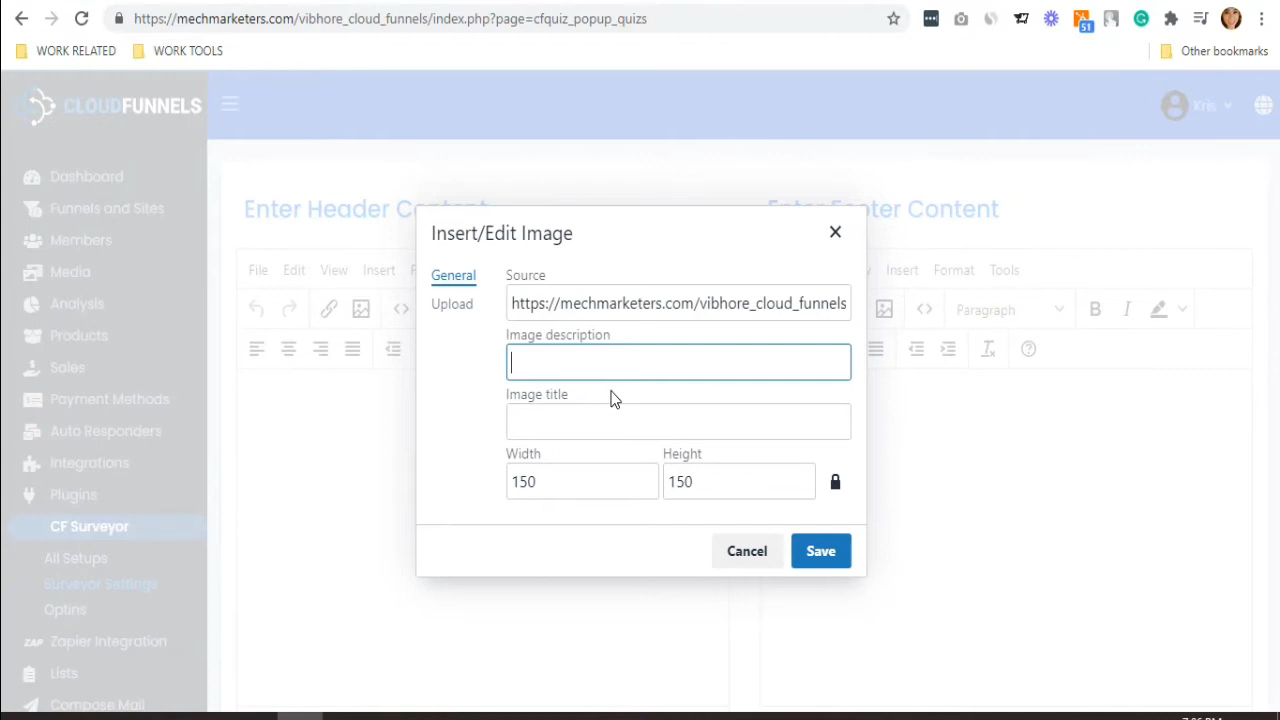 https://mechmarketers.com/vibhore_cloud_funnels/index.php?page=cfquiz_popup_quizs
51
WORK RELATED WORK TOOLS Other bookmarks
CLOUDFUNNELS
Kris
Dashboard
Funnels and Sites
Members
Media
Analysis
Products
Sales
Payment Methods
Auto Responders
Integrations
Plugins
CF Surveyor
All Setups
Surveyor Settings
Optins
ZAP Zapier Integration
Lists
Compose Mail
Enter Header Content
File Edit View Insert
Enter Footer Content
Insert Format Tools
Paragraph B I
Insert/Edit Image
General
Upload
Source
https://mechmarketers.com/vibhore_cloud_funnels
Image description
Image title
Width Height
150 150
Cancel Save